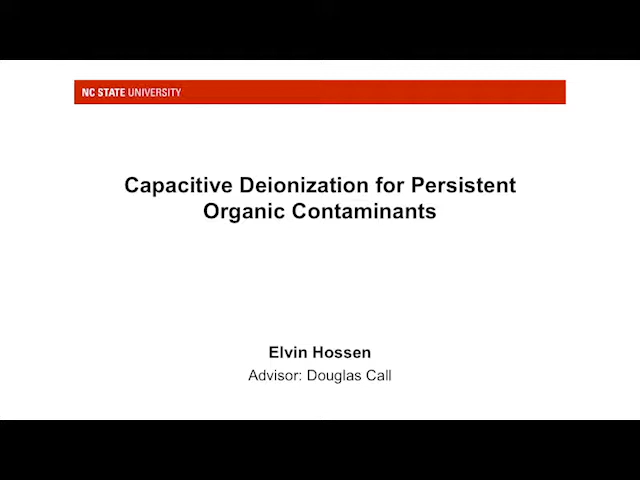 NC STATE UNIVERSITY
Capacitive Deionization for Persistent
Organic Contaminants
Elvin Hossen
Advisor: Douglas Call